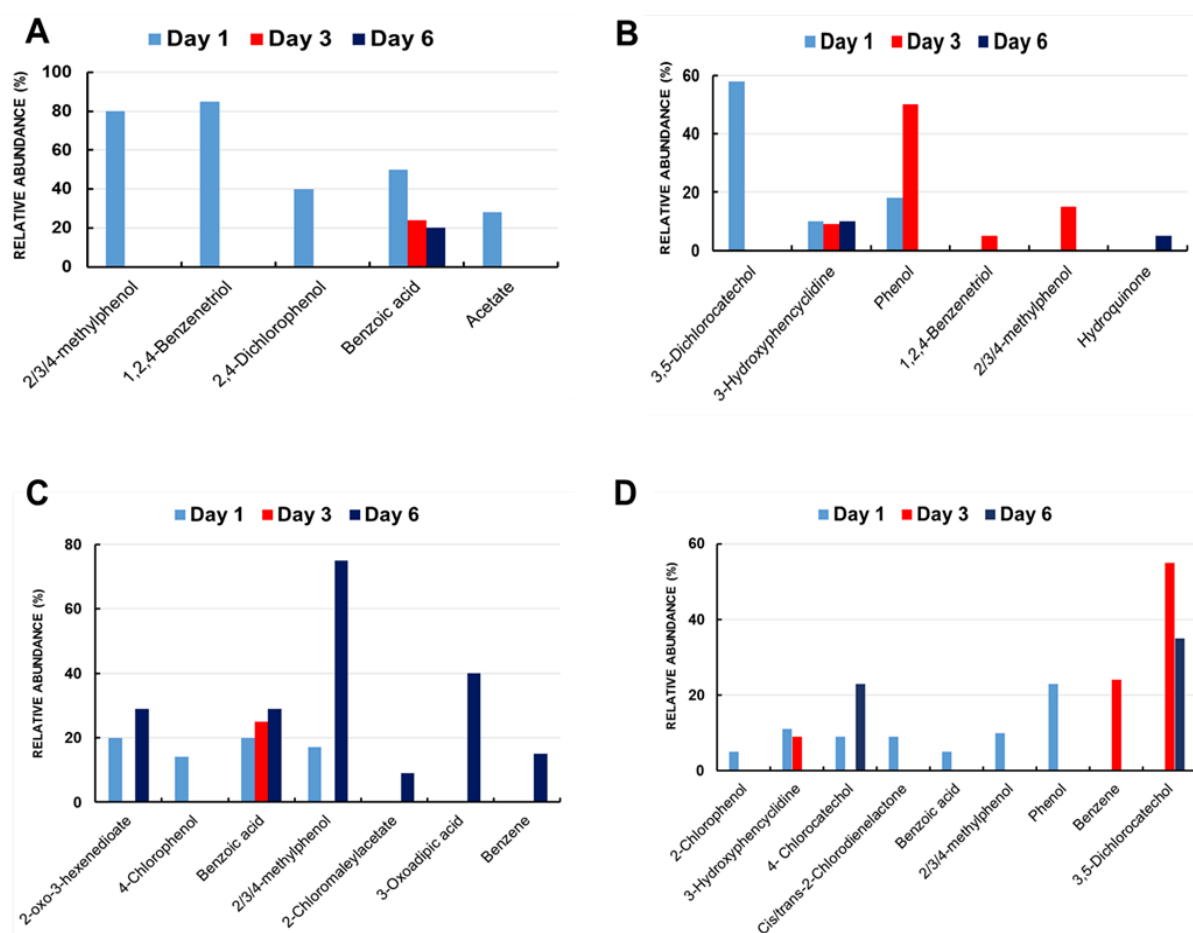 A
Day 1 Day 3 Day 6
RELATIVE ABUNDANCE (%)
100
80
60
40
20
0
2/3/4-methylphenol
1,2,4-Benzenetriol
2,4-Dichlorophenol
Benzoic acid
Acetate
B
Day 1 Day 3 Day 6
RELATIVE ABUNDANCE (%)
60
40
20
0
3,5-Dichlorocatechol
3-Hydroxyphencyclidine
Phenol
1,2,4-Benzenetriol
2/3/4-methylphenol
Hydroquinone
C
Day 1 Day 3 Day 6
RELATIVE ABUNDANCE (%)
80
60
40
20
0
2-oxo-3-hexenedioate
4-Chlorophenol
Benzoic acid
2/3/4-methylphenol
2-Chloromaleylacetate
3-Oxoadipic acid
Benzene
D
Day 1 Day 3 Day 6
RELATIVE ABUNDANCE (%)
60
40
20
0
2-Chlorophenol
3-Hydroxyphencyclidine
4- Chlorocatechol
Cis/trans-2-Chlorodienelactone
Benzoic acid
2/3/4-methylphenol
Phenol
Benzene
3,5-Dichlorocatechol